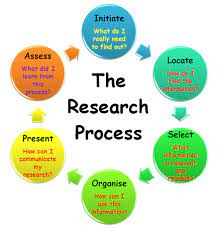 The
Research
Process
Initiate
What do I
really need
to find out?
Locate
How do I
find the
information?
Select
What
information
is relevant
and
reliable?
Organise
How can I
use this
information?
Present
How can I
communicate
my
research?
Assess
What did I
learn from
this
process?